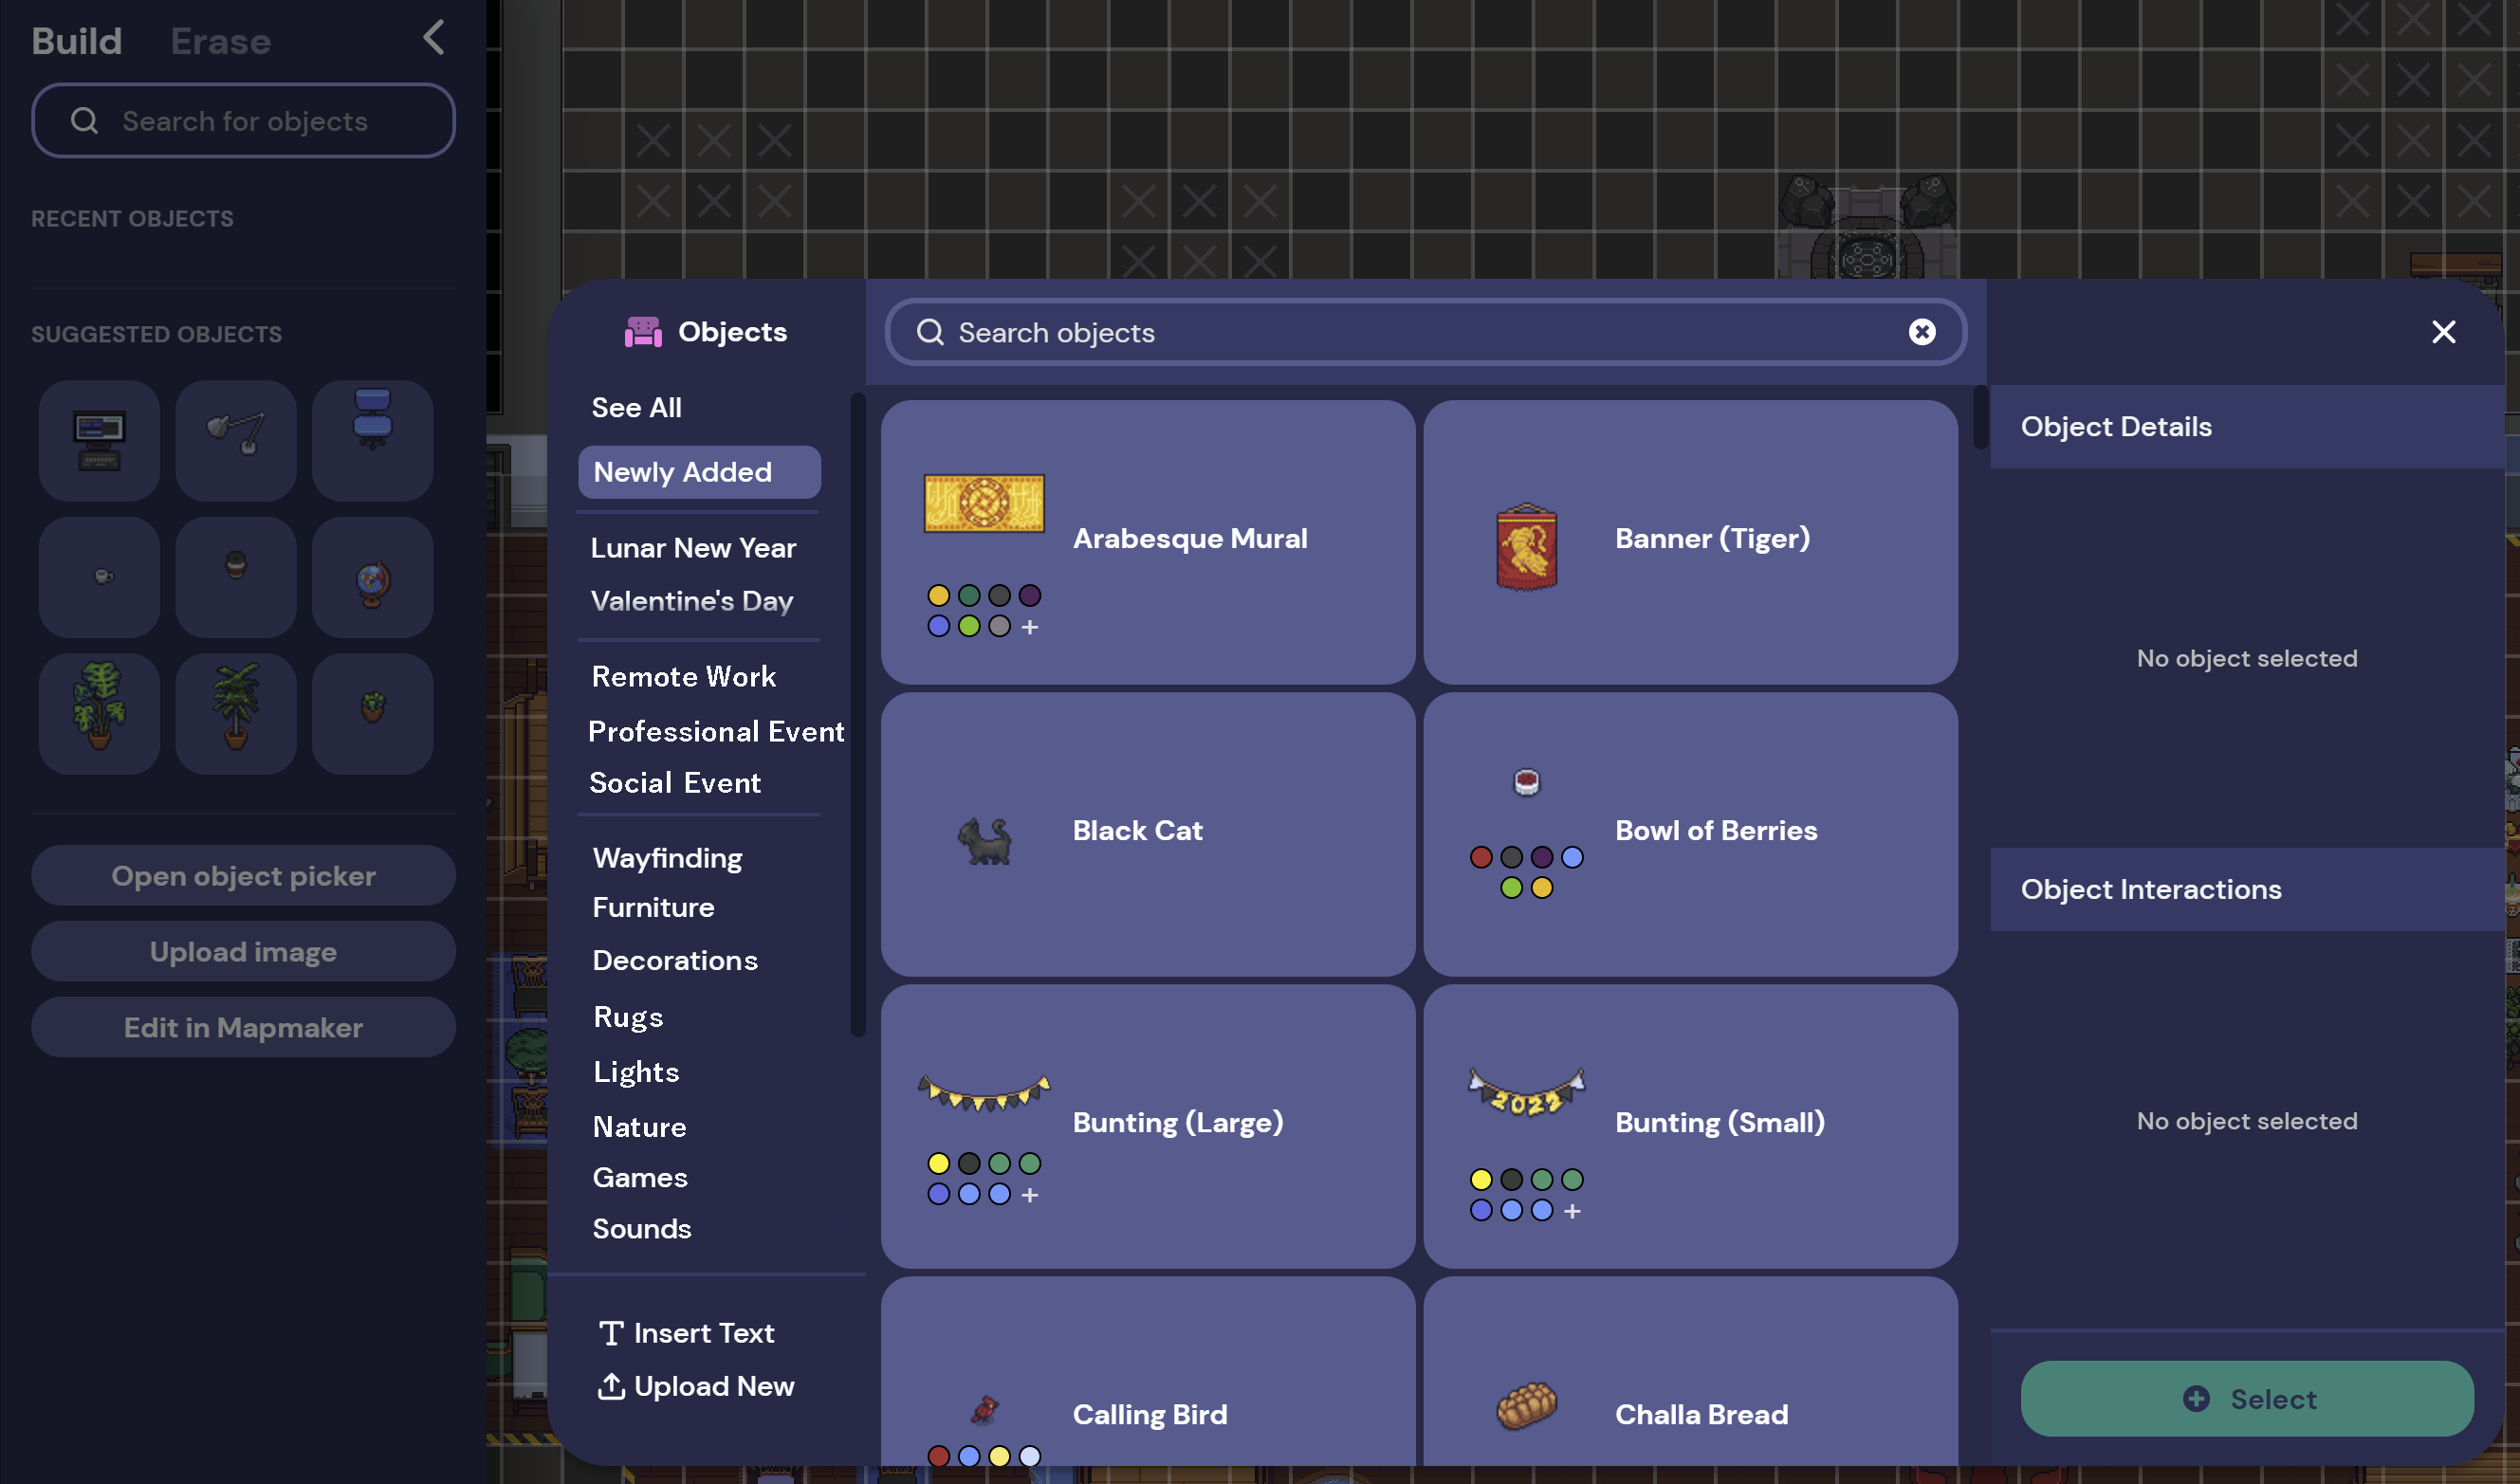 Build
Erase
Search for objects
RECENT OBJECTS
SUGGESTED OBJECTS
Open object picker
Upload image
Edit in Mapmaker
Objects
See All
Newly Added
Lunar New Year
Valentine's Day
Remote Work
Professional Event
Social Event
Wayfinding
Furniture
Decorations
Rugs
Lights
Nature
Games
Sounds
Insert Text
Upload New
Search objects
Arabesque Mural
Banner (Tiger)
Black Cat
Bowl of Berries
Bunting (Large)
2022
Bunting (Small)
Calling Bird
Challa Bread
Object Details
No object selected
Object Interactions
No object selected
Select